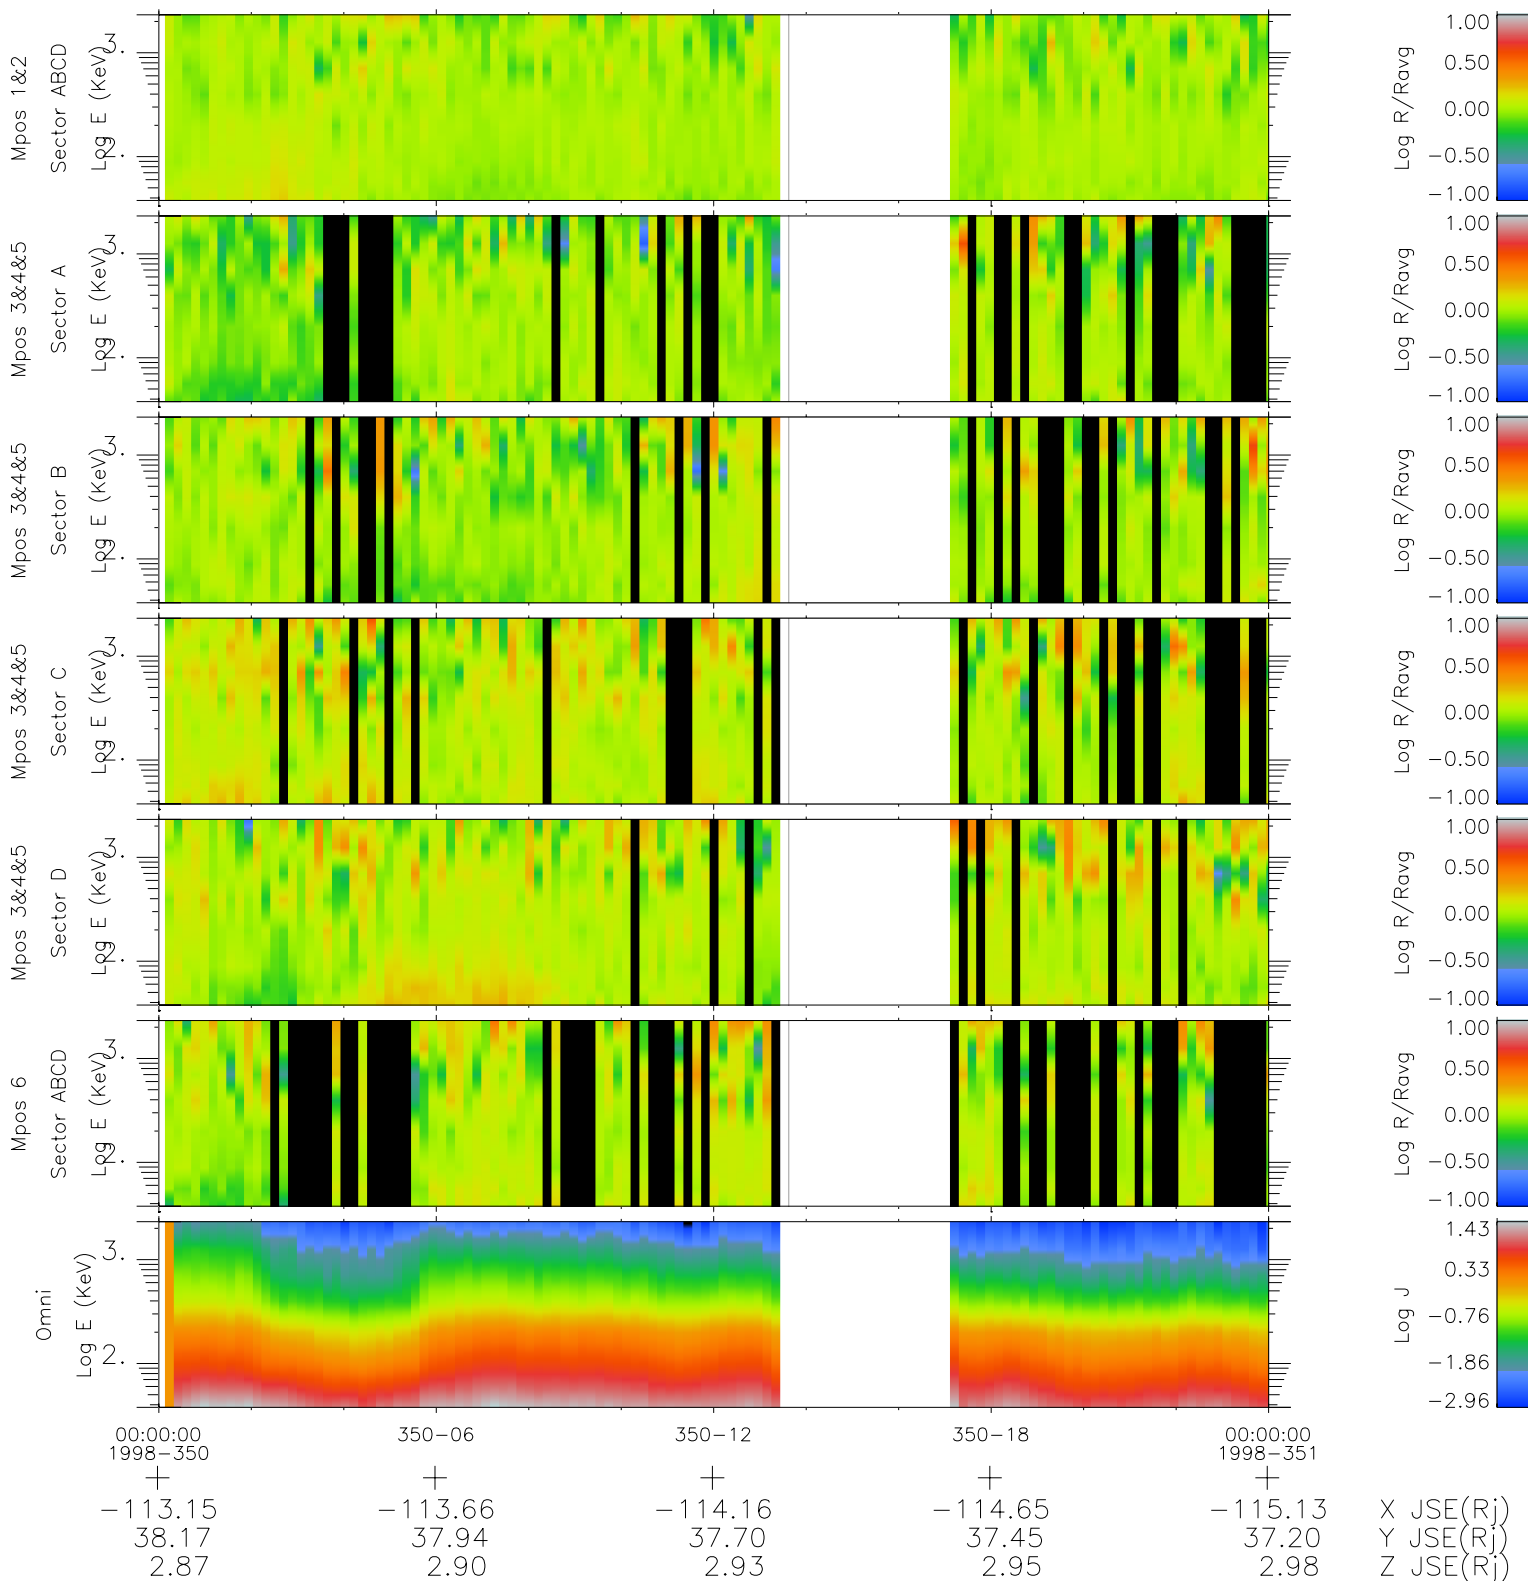 Mpos 1&2
Sector ABCD
Log E (KeV)
3.
2.
Log R/Ravg
1.00
0.50
0.00
−0.50
−1.00
Mpos 3&4&5
Sector A
Log E (KeV)
3.
2.
Log R/Ravg
1.00
0.50
0.00
−0.50
−1.00
Mpos 3&4&5
Sector B
Log E (KeV)
3.
2.
Log R/Ravg
1.00
0.50
0.00
−0.50
−1.00
Mpos 3&4&5
Sector C
Log E (KeV)
3.
2.
Log R/Ravg
1.00
0.50
0.00
−0.50
−1.00
Mpos 3&4&5
Sector D
Log E (KeV)
3.
2.
Log R/Ravg
1.00
0.50
0.00
−0.50
−1.00
Mpos 6
Sector ABCD
Log E (KeV)
3.
2.
Log R/Ravg
1.00
0.50
0.00
−0.50
−1.00
Omni
Log E (KeV)
3.
2.
Log J
1.43
0.33
−0.76
−1.86
−2.96
00:00:00 350−06 350−12 350−18 00:00:00
1998−350 1998−351
−113.15 −113.66 −114.16 −114.65 −115.13 X JSE(Rj)
38.17 37.94 37.70 37.45 37.20 Y JSE(Rj)
2.87 2.90 2.93 2.95 2.98 Z JSE(Rj)